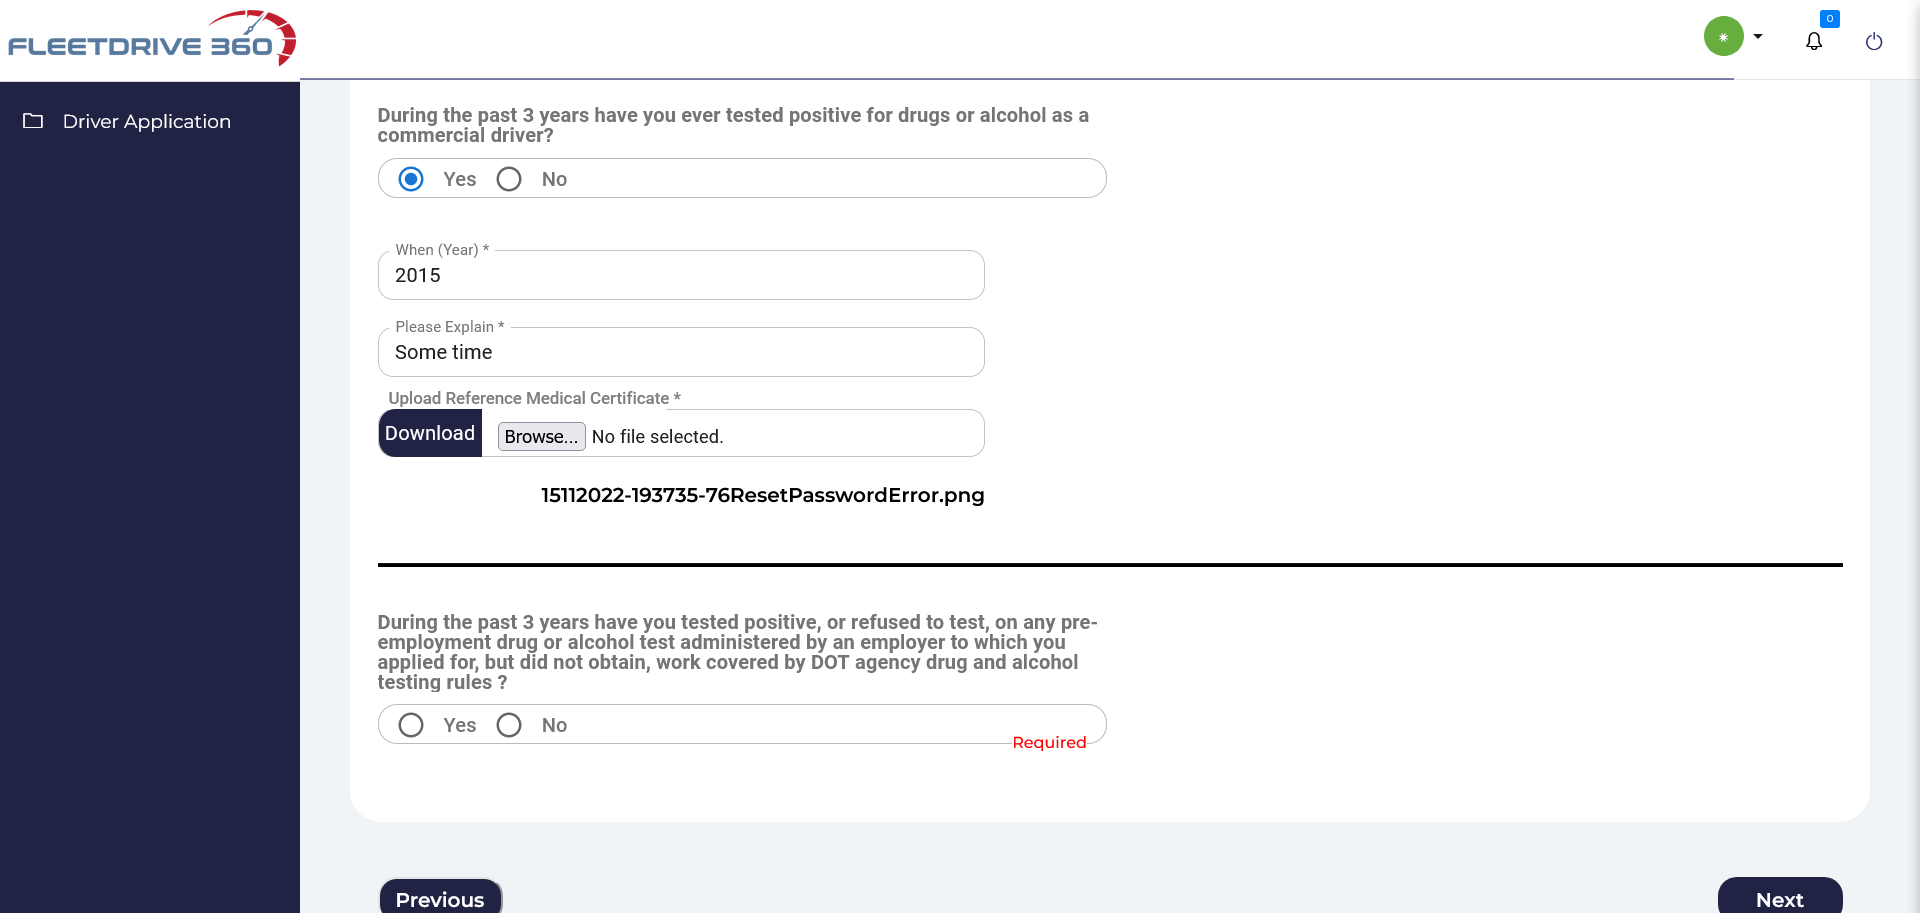 FLEETDRIVE 360
0
Driver Application
During the past 3 years have you ever tested positive for drugs or alcohol as a
commercial driver?
Yes No
When (Year) *
2015
Please Explain *
Some time
Upload Reference Medical Certificate *
Download Browse... No file selected.
15112022-193735-76ResetPasswordError.png
During the past 3 years have you tested positive, or refused to test, on any pre-
employment drug or alcohol test administered by an employer to which you
applied for, but did not obtain, work covered by DOT agency drug and alcohol
testing rules ?
Yes No
Required
Previous Next